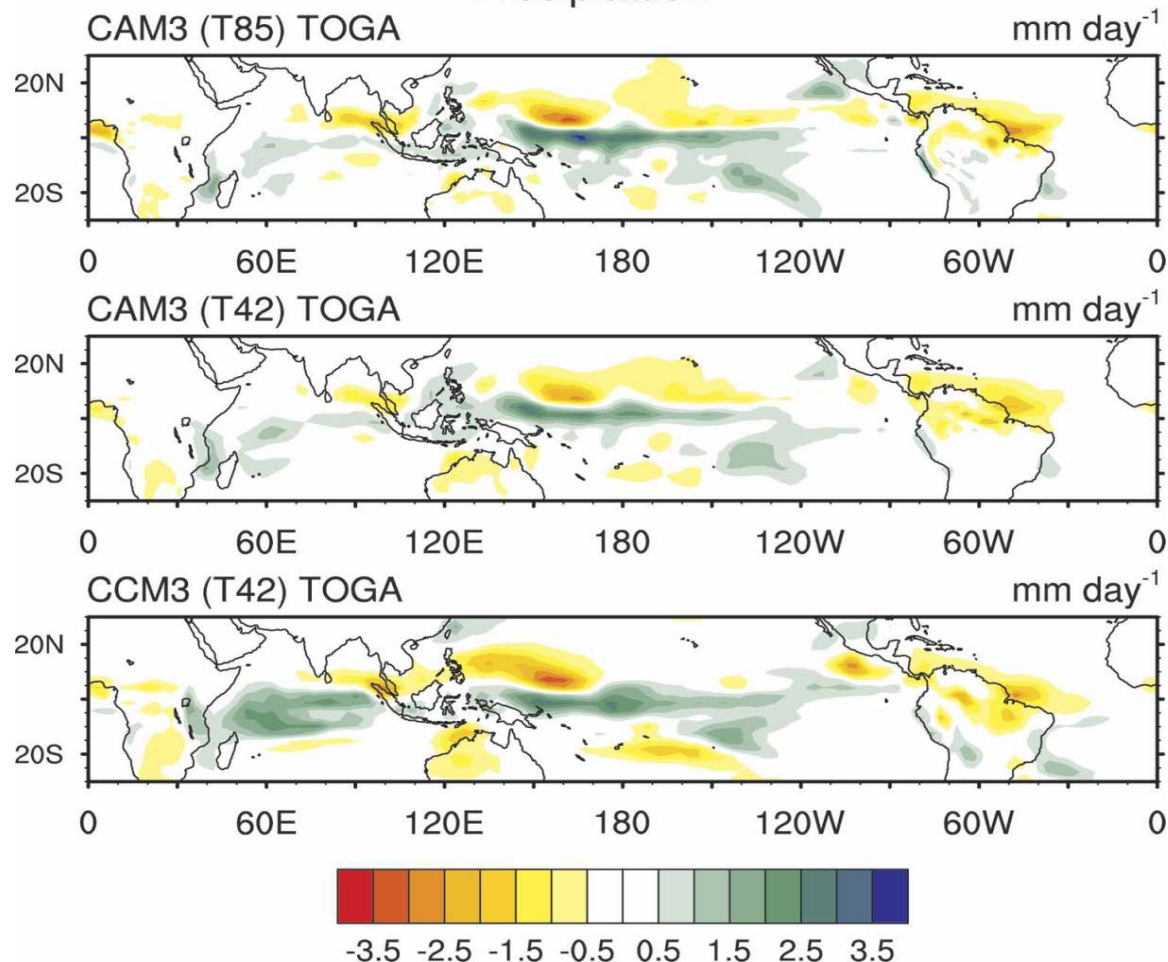 CAM3 (T85) TOGA mm day-1
20N
20S
0 60E 120E 180 120W 60W 0
CAM3 (T42) TOGA mm day-1
20N
20S
0 60E 120E 180 120W 60W 0
CCM3 (T42) TOGA mm day-1
20N
20S
0 60E 120E 180 120W 60W 0
-3.5 -2.5 -1.5 -0.5 0.5 1.5 2.5 3.5